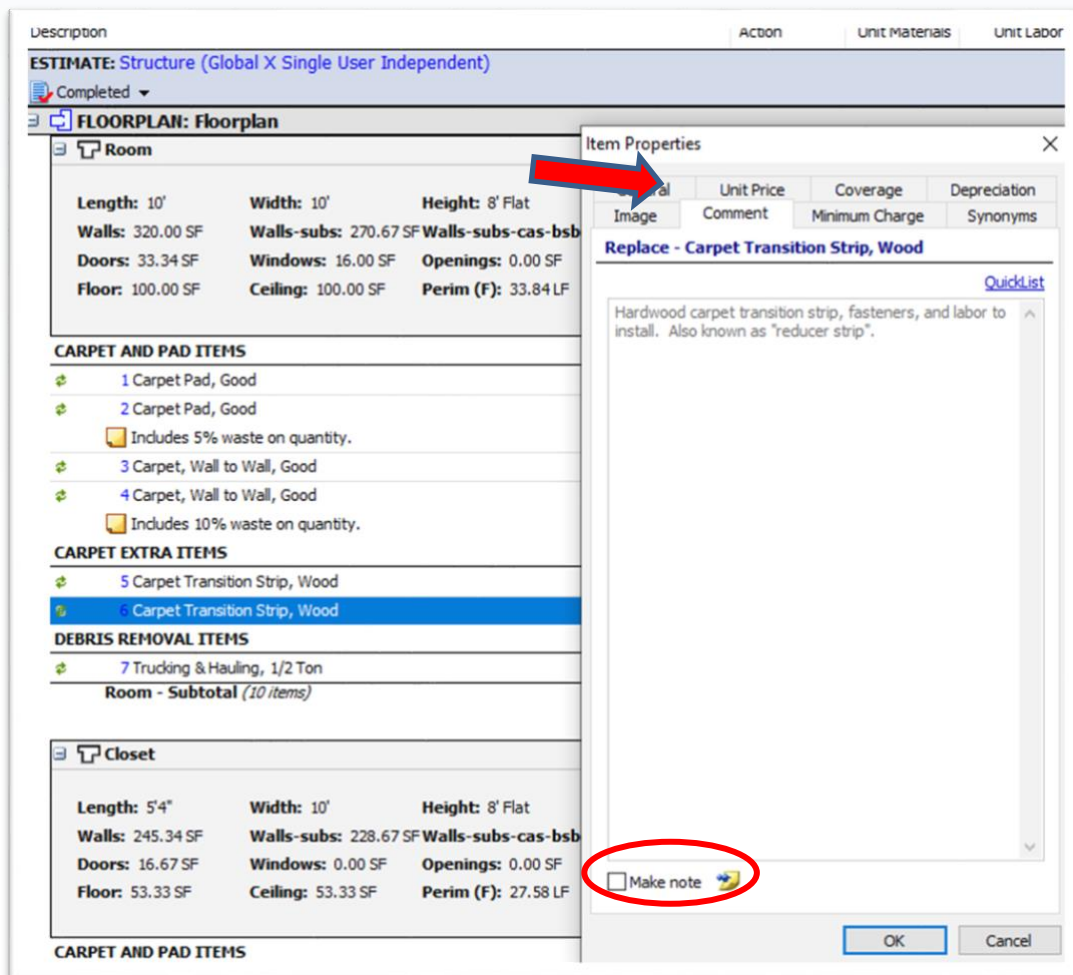 Description Action Unit Materials Unit Labor
ESTIMATE: Structure (Global X Single User Independent)
Completed
FLOORPLAN: Floorplan
Room
Length: 10' Width: 10' Height: 8' Flat
Walls: 320.00 SF Walls-subs: 270.67 SF Walls-subs-cas-bsb
Doors: 33.34 SF Windows: 16.00 SF Openings: 0.00 SF
Floor: 100.00 SF Ceiling: 100.00 SF Perim (F): 33.84 LF
CARPET AND PAD ITEMS
1 Carpet Pad, Good
2 Carpet Pad, Good
Includes 5% waste on quantity.
3 Carpet, Wall to Wall, Good
4 Carpet, Wall to Wall, Good
Includes 10% waste on quantity.
CARPET EXTRA ITEMS
5 Carpet Transition Strip, Wood
6 Carpet Transition Strip, Wood
DEBRIS REMOVAL ITEMS
7 Trucking & Hauling, 1/2 Ton
Room - Subtotal (10 items)
Closet
Length: 5'4" Width: 10' Height: 8' Flat
Walls: 245.34 SF Walls-subs: 228.67 SF Walls-subs-cas-bsb
Doors: 16.67 SF Windows: 0.00 SF Openings: 0.00 SF
Floor: 53.33 SF Ceiling: 53.33 SF Perim (F): 27.58 LF
CARPET AND PAD ITEMS
Item Properties
Unit Price Coverage Depreciation
Image Comment Minimum Charge Synonyms
Replace - Carpet Transition Strip, Wood
QuickList
Hardwood carpet transition strip, fasteners, and labor to
install. Also known as "reducer strip".
Make note
OK Cancel